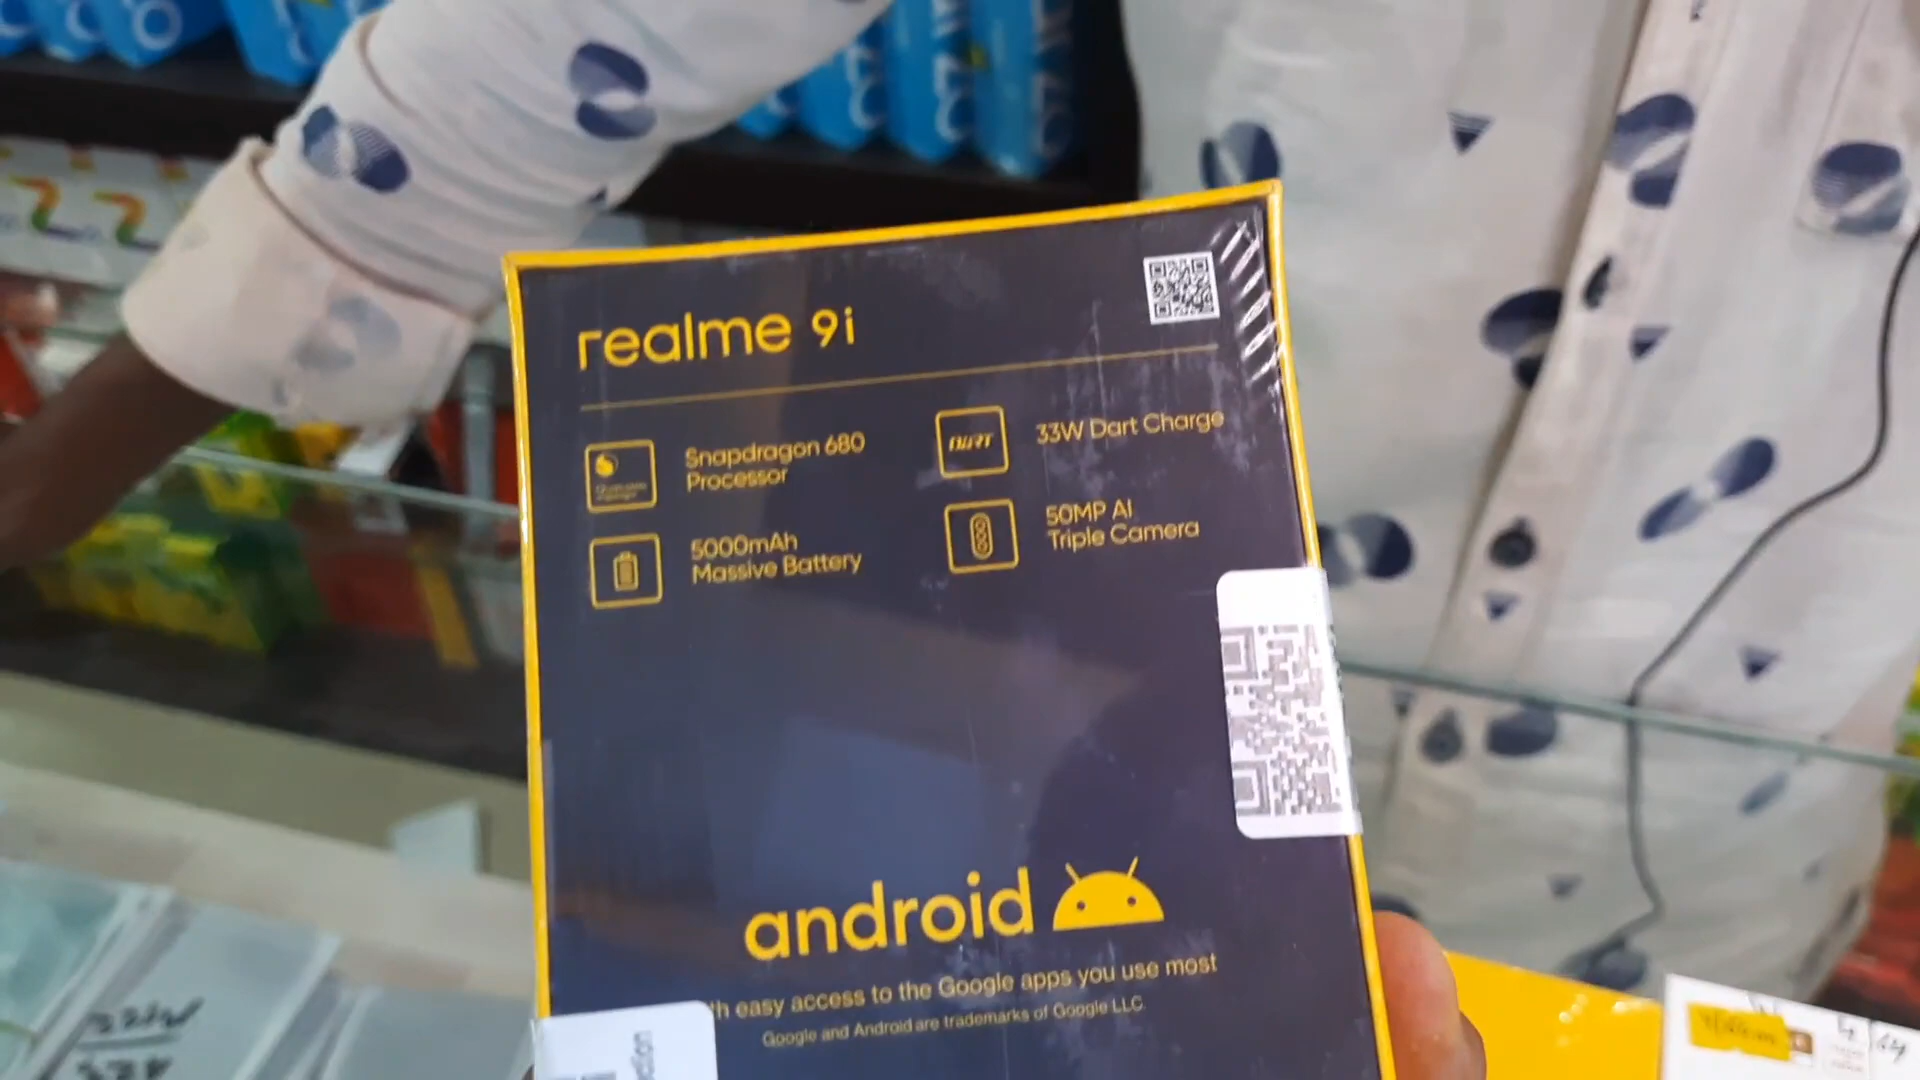 realme 9i
Snapdragon 680
Processor
33W Dart Charge
DART
5000mAh
Massive Battery
50MP AI
Triple Camera
android
th easy access to the Google apps you use most
Google and Android are trademarks of Google LLC.